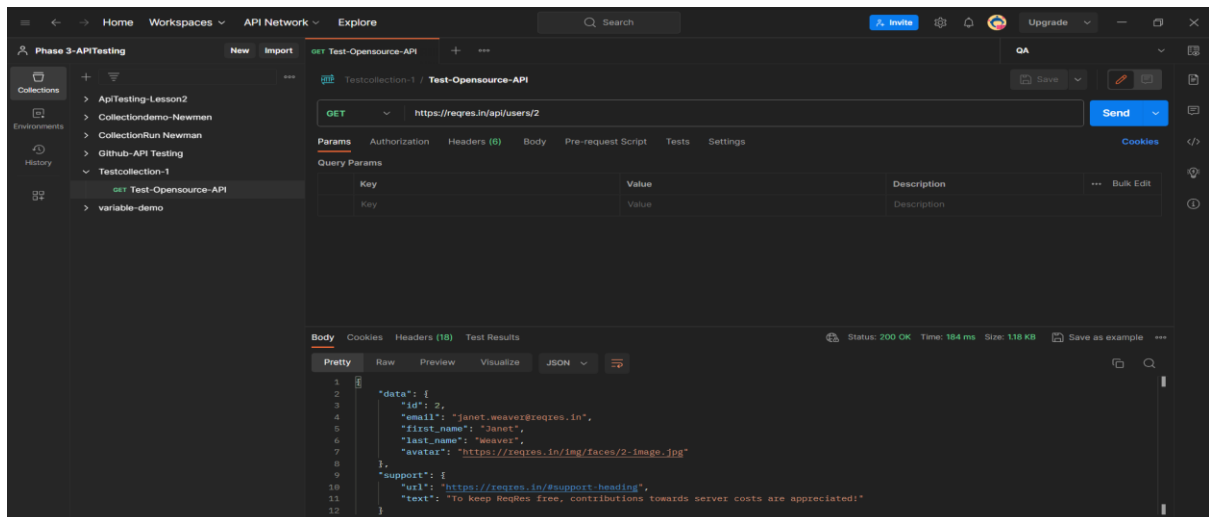 Home Workspaces API Network Explore Search Invite Upgrade
Phase 3-APITesting New Import GET Test-Opensource-API QA
Collections
Environments
History
ApiTesting-Lesson2
Collectiondemo-Newmen
CollectionRun Newman
Github-API Testing
Testcollection-1
GET Test-Opensource-API
variable-demo
HTTP Testcollection-1 / Test-Opensource-API Save
GET https://reqres.in/api/users/2 Send
Params Authorization Headers (6) Body Pre-request Script Tests Settings Cookies
Query Params
Key Value Description Bulk Edit
Key Value Description
Body Cookies Headers (18) Test Results Status: 200 OK Time: 184 ms Size: 1.18 KB Save as example
Pretty Raw Preview Visualize JSON
1 {
2 "data": {
3 "id": 2,
4 "email": "janet.weaver@reqres.in",
5 "first_name": "Janet",
6 "last_name": "Weaver",
7 "avatar": "https://reqres.in/img/faces/2-image.jpg"
8 },
9 "support": {
10 "url": "https://reqres.in/#support-heading",
11 "text": "To keep ReqRes free, contributions towards server costs are appreciated!"
12 }